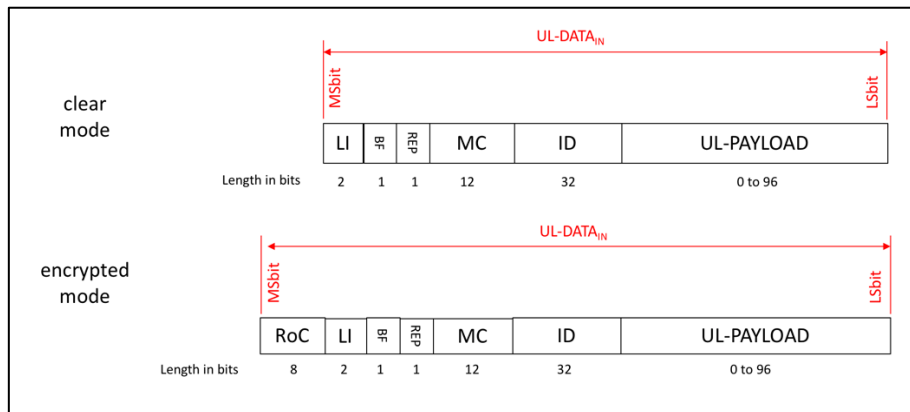 UL-DATAIN
clear
mode
MSbit
LSbit
LI BF REP MC ID UL-PAYLOAD
Length in bits 2 1 1 12 32 0 to 96
UL-DATAIN
encrypted
mode
MSbit
LSbit
RoC LI BF REP MC ID UL-PAYLOAD
Length in bits 8 2 1 1 12 32 0 to 96